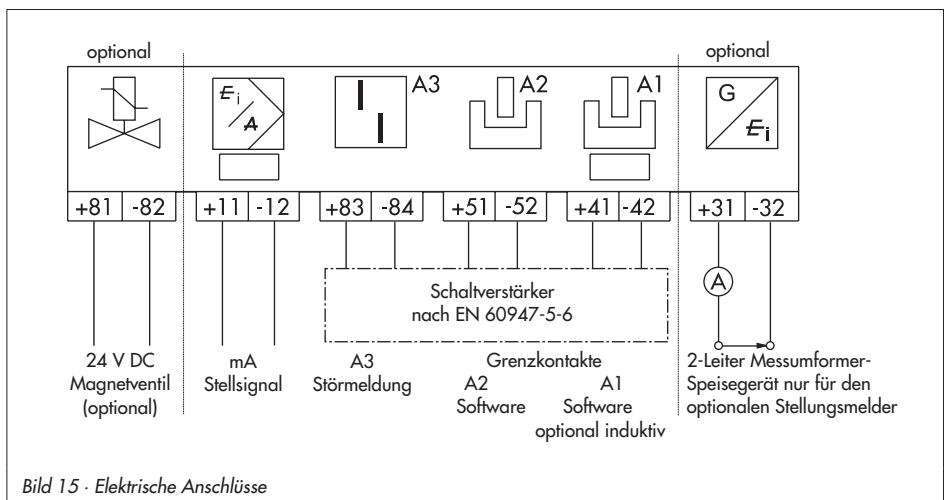 optional
optional
E i / A
A3
A2
A1
G
E i
+81 -82
+11 -12
+83 -84
+51 -52
+41 -42
+31 -32
A
Schaltverstärker
nach EN 60947-5-6
24 V DC
Magnetventil
(optional)
mA
Stellsignal
A3
Störmeldung
Grenzkontakte
A2
Software
A1
Software
optional induktiv
2-Leiter Messumformer-
Speisegerät nur für den
optionalen Stellungsmelder
Bild 15 · Elektrische Anschlüsse